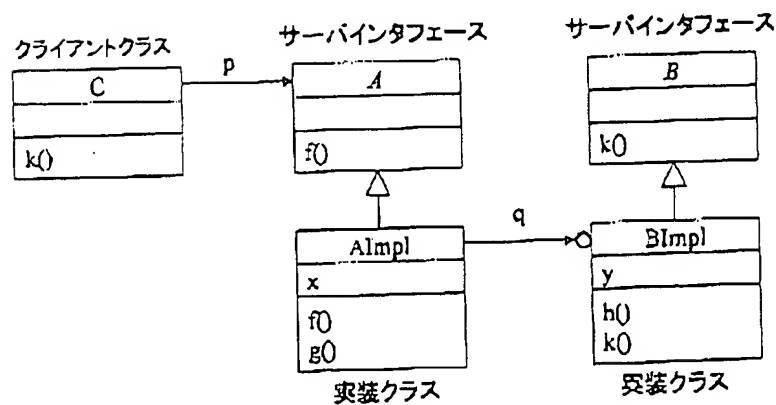 クライアントクラス
C
k()
p
サーバインタフェース
A
f()
サーバインタフェース
B
k()
AImpl
x
f()
g()
実装クラス
q
BImpl
y
h()
k()
実装クラス